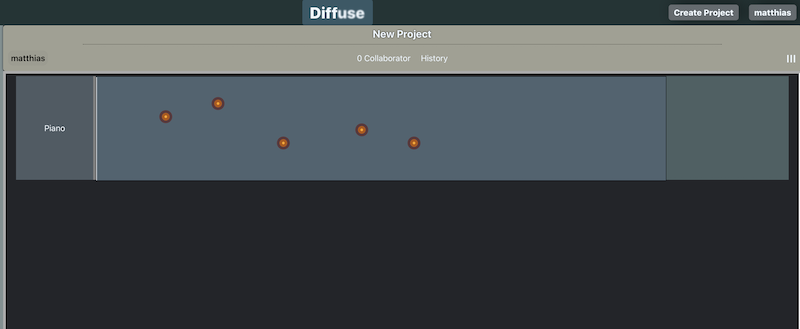 Diffuse
Create Project
matthias
New Project
matthias
0 Collaborator
History
Piano